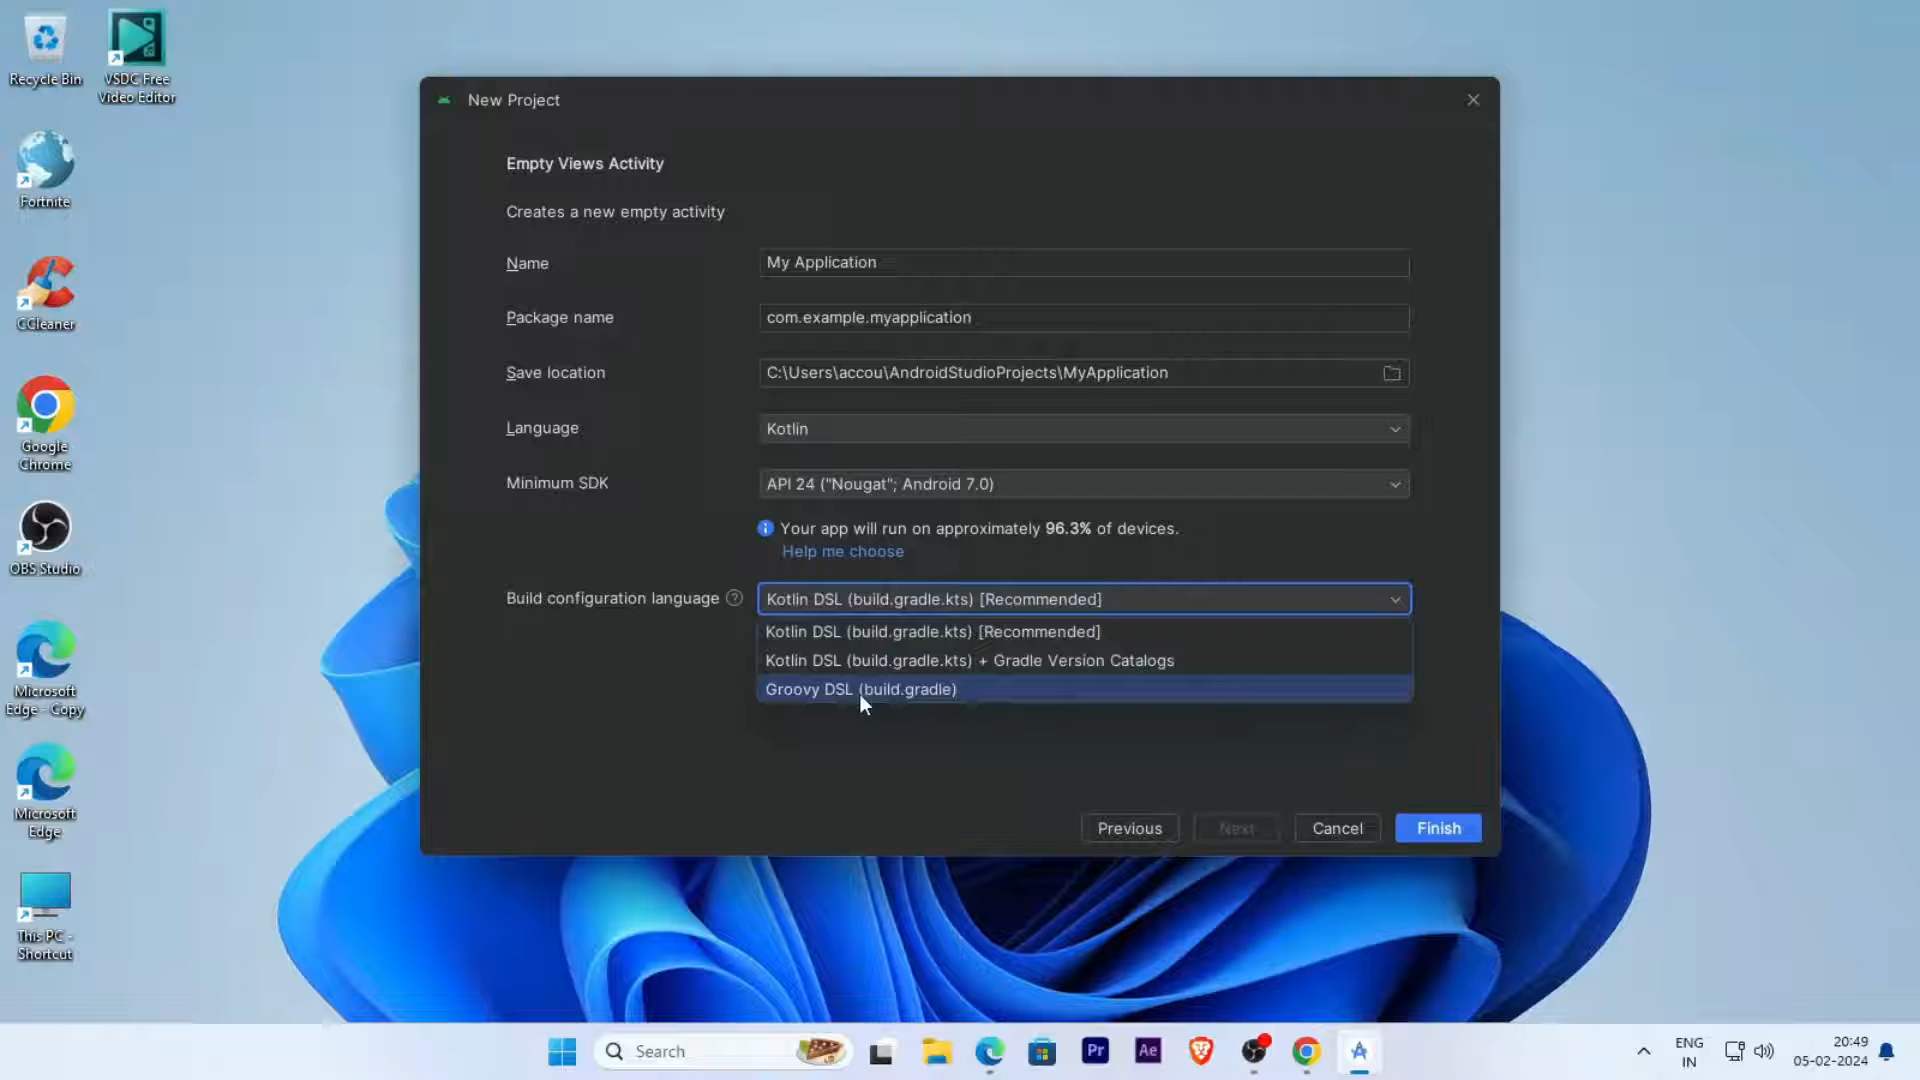 Recycle Bin
VSDC Free
Video Editor
Fortnite
CCleaner
Google
Chrome
OBS Studio
Microsoft
Edge - Copy
Microsoft
Edge
This PC -
Shortcut
New Project
Empty Views Activity
Creates a new empty activity
Name
My Application
Package name
com.example.myapplication
Save location
C:\Users\accou\AndroidStudioProjects\MyApplication
Language
Kotlin
Minimum SDK
API 24 ("Nougat"; Android 7.0)
Your app will run on approximately 96.3% of devices.
Help me choose
Build configuration language
Kotlin DSL (build.gradle.kts) [Recommended]
Kotlin DSL (build.gradle.kts) [Recommended]
Kotlin DSL (build.gradle.kts) + Gradle Version Catalogs
Groovy DSL (build.gradle)
Previous
Next
Cancel
Finish
Search
Pr
Ae
ENG
IN
20:49
05-02-2024